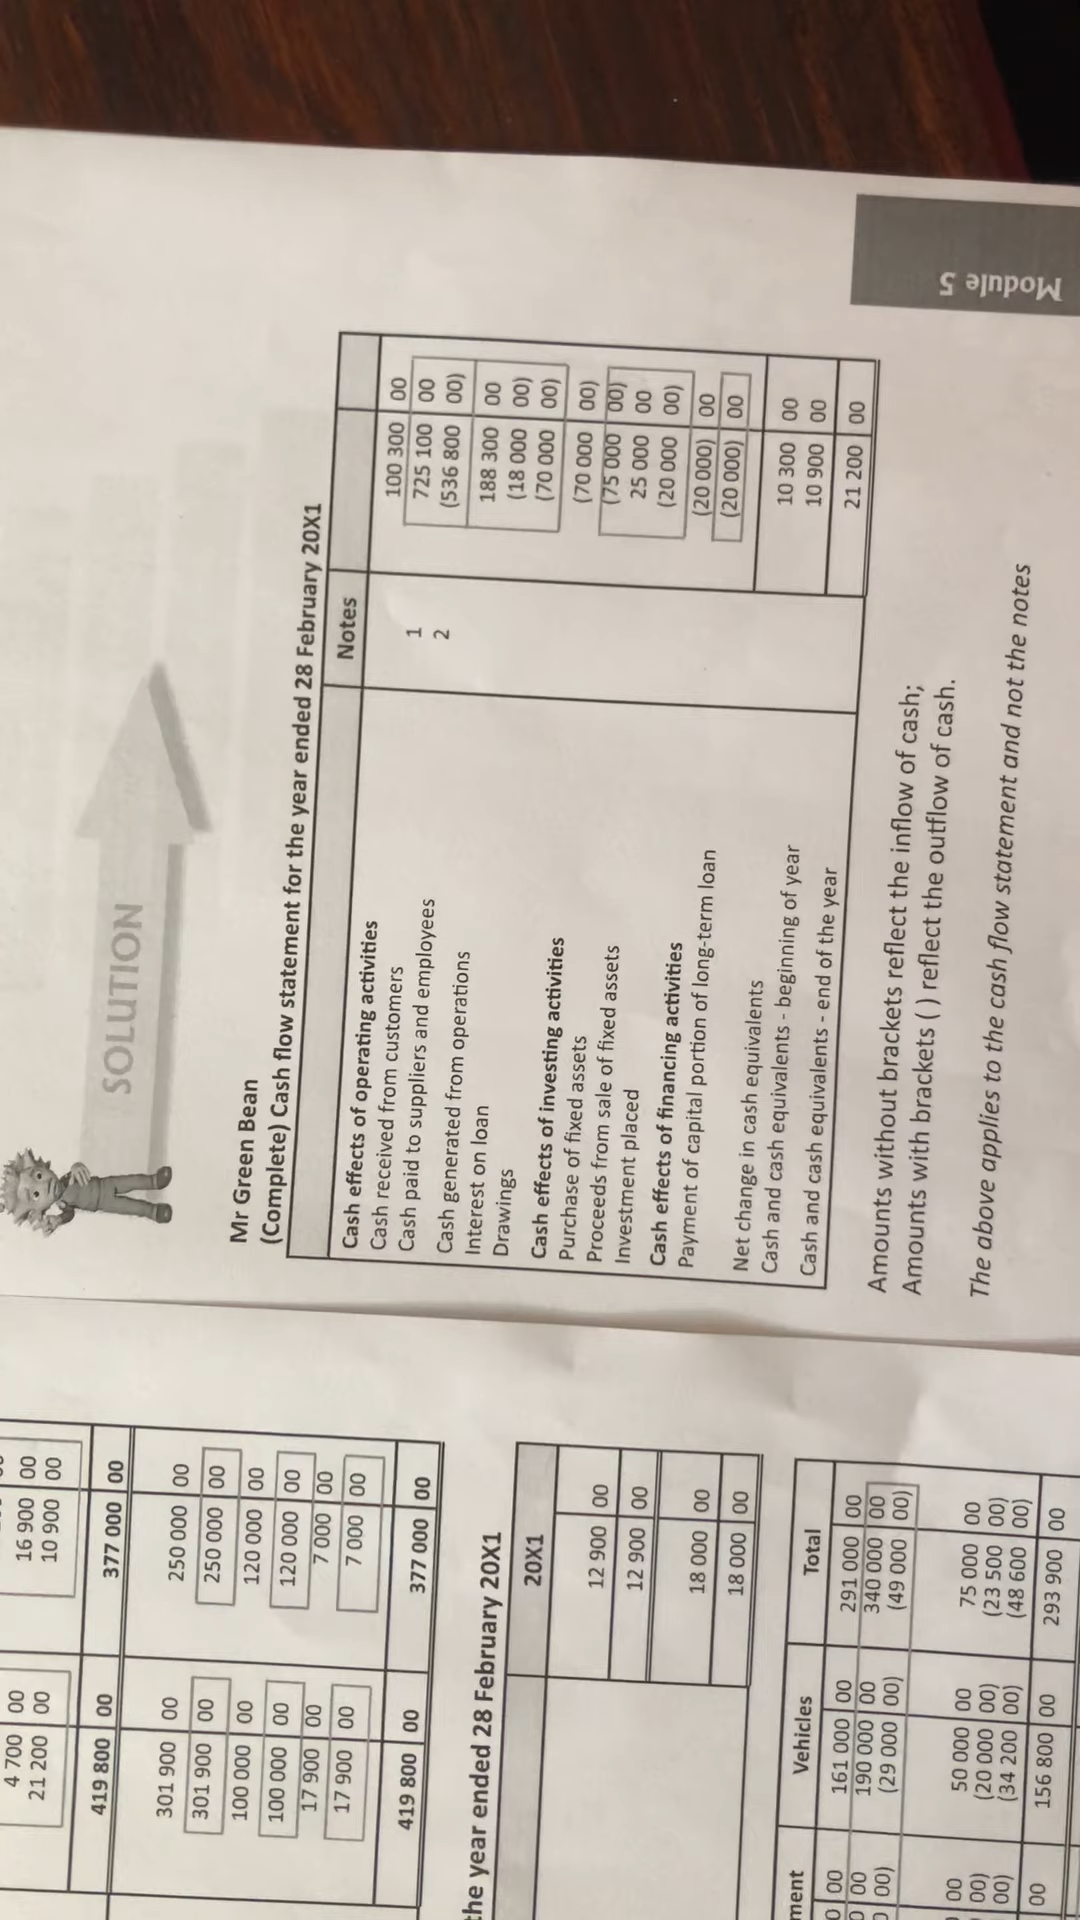 SOLUTION
Mr Green Bean
(Complete) Cash flow statement for the year ended 28 February 20X1
Notes
Cash effects of operating activities 100 300 00
Cash received from customers 1 725 100 00
Cash paid to suppliers and employees 2 (536 800 00)
Cash generated from operations 188 300 00
Interest on loan (18 000 00)
Drawings (70 000 00)
Cash effects of investing activities (70 000 00)
Purchase of fixed assets (75 000 00)
Proceeds from sale of fixed assets 25 000 00
Investment placed (20 000 00)
Cash effects of financing activities (20 000) 00
Payment of capital portion of long-term loan (20 000) 00
Net change in cash equivalents 10 300 00
Cash and cash equivalents - beginning of year 10 900 00
Cash and cash equivalents - end of the year 21 200 00
Amounts without brackets reflect the inflow of cash;
Amounts with brackets ( ) reflect the outflow of cash.
The above applies to the cash flow statement and not the notes
Module 5
4 700 00 16 900 00
21 200 00 10 900 00
419 800 00 377 000 00
301 900 00 250 000 00
301 900 00 250 000 00
100 000 00 120 000 00
100 000 00 120 000 00
17 900 00 7 000 00
17 900 00 7 000 00
419 800 00 377 000 00
the year ended 28 February 20X1
20X1
12 900 00
12 900 00
18 000 00
18 000 00
ment Vehicles Total
0 00 161 000 00 291 000 00
0 00 190 000 00 340 000 00
00) (29 000 00) (49 000 00)
00 50 000 00 75 000 00
00) (20 000 00) (23 500 00)
00) (34 200 00) (48 600 00)
00 156 800 00 293 900 00